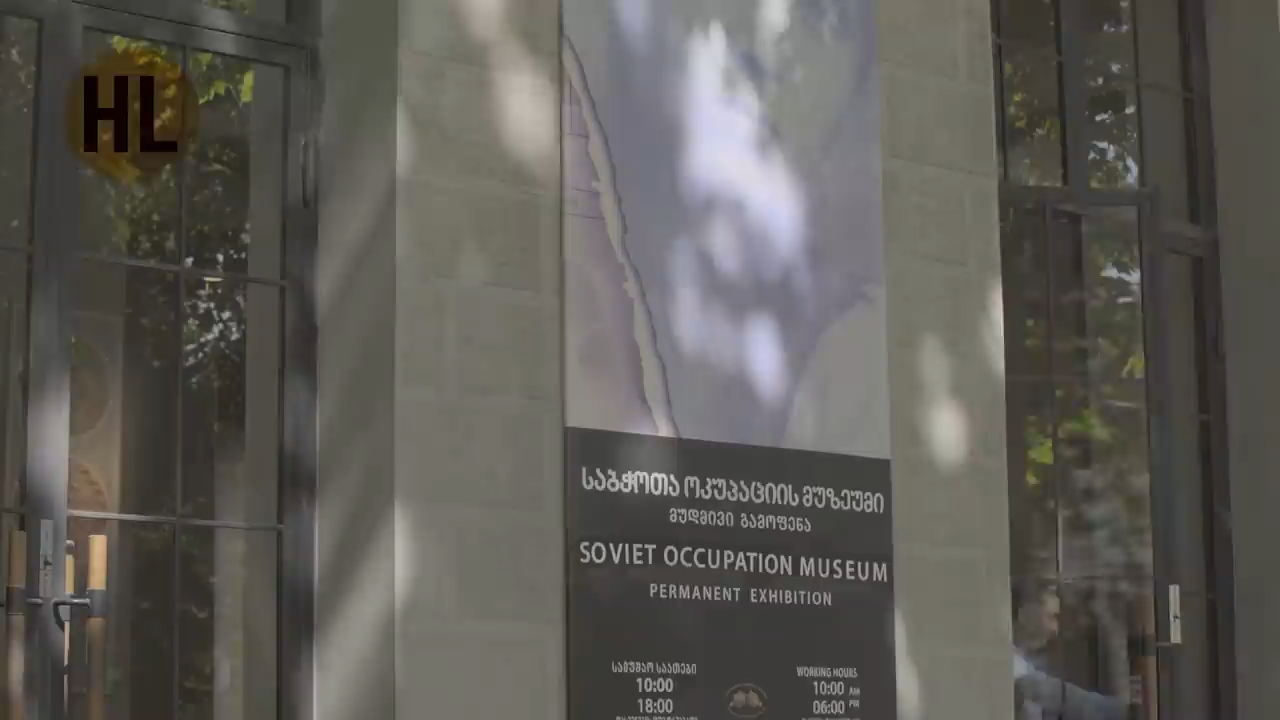 HL
ᲡᲐᲑᲭᲝᲗᲐ ᲝᲙᲣᲞᲐᲪᲘᲘᲡ ᲛᲣᲖᲔᲣᲛᲘ
ᲛᲣᲓᲛᲘᲕᲘ ᲒᲐᲛᲝᲤᲔᲜᲐ
SOVIET OCCUPATION MUSEUM
PERMANENT EXHIBITION
ᲡᲐᲛᲣᲨᲐᲝ ᲡᲐᲐᲗᲔᲑᲘ
10:00
18:00
WORKING HOURS
10:00 AM
06:00 PM